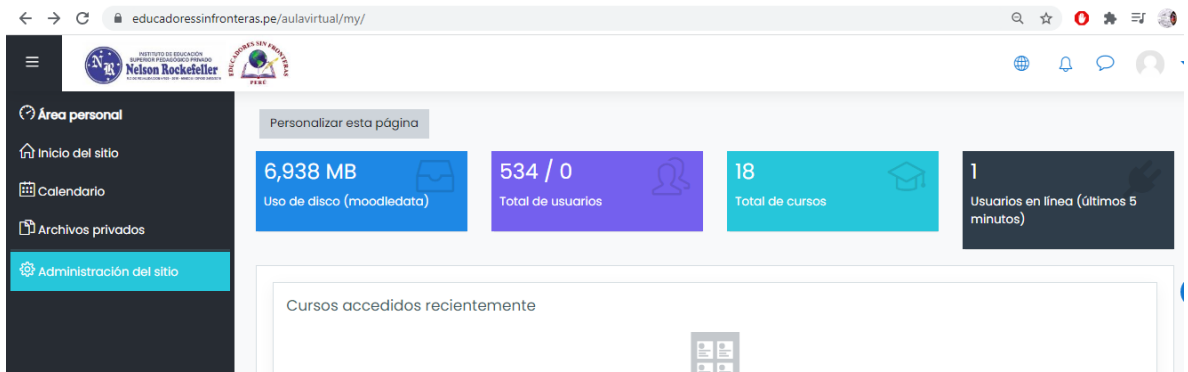 educadoressinfronteras.pe/aulavirtual/my/
INSTITUTO DE EDUCACIÓN
SUPERIOR PEDAGÓGICO PRIVADO
Nelson Rockefeller
NR
EDUCADORES SIN FRONTERAS
PERÚ
Área personal
Inicio del sitio
Calendario
Archivos privados
Administración del sitio
Personalizar esta página
6,938 MB
Uso de disco (moodledata)
534 / 0
Total de usuarios
18
Total de cursos
1
Usuarios en línea (últimos 5
minutos)
Cursos accedidos recientemente